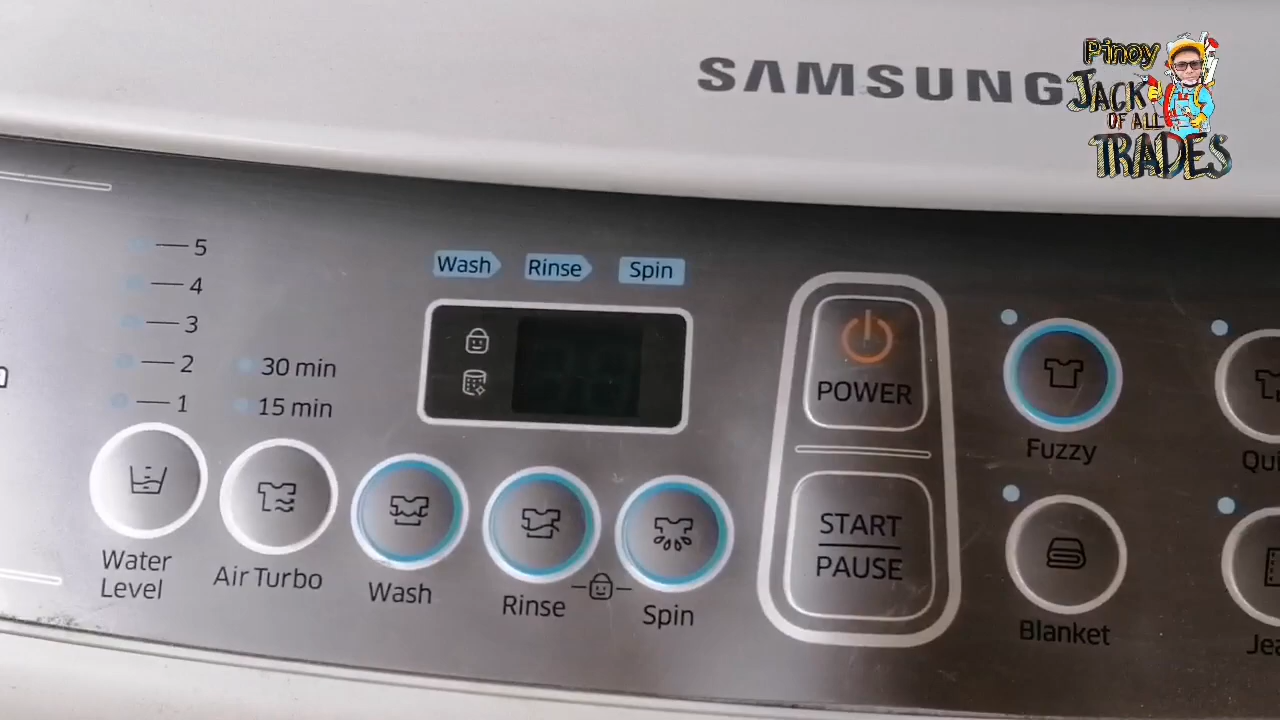 SAMSUNG
Pinoy
JACK
OF ALL
TRADES
5
4
3
2
1
30 min
15 min
Wash
Rinse
Spin
POWER
START
PAUSE
Water
Level
Air Turbo
Wash
Rinse
Spin
Fuzzy
Blanket